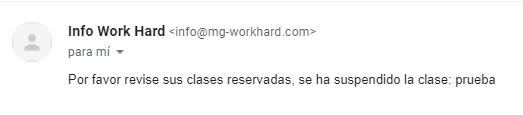 Info Work Hard <info@mg-workhard.com>
para mí
Por favor revise sus clases reservadas, se ha suspendido la clase: prueba